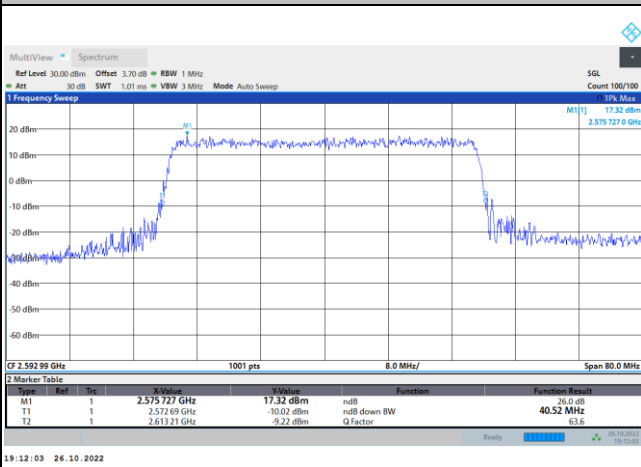 MultiView Spectrum
Ref Level 30.00 dBm Offset 3.70 dB RBW 1 MHz SGL
Att 30 dB SWT 1.01 ms VBW 3 MHz Mode Auto Sweep Count 100/100
1 Frequency Sweep 1Pk Max
M1[1] 17.32 dBm
2.575 727 0 GHz
M1
20 dBm
10 dBm
0 dBm
-10 dBm
-20 dBm
-30 dBm
-40 dBm
-50 dBm
-60 dBm
CF 2.592 99 GHz 1001 pts 8.0 MHz/ Span 80.0 MHz
2 Marker Table
Type Ref Trc X-Value Y-Value Function Function Result
M1 1 2.575 727 GHz 17.32 dBm ndB 26.0 dB
T1 1 2.572 69 GHz -10.02 dBm ndB down BW 40.52 MHz
T2 1 2.613 21 GHz -9.22 dBm Q Factor 63.6
Ready 26.10.2022
19:12:02
19:12:03 26.10.2022